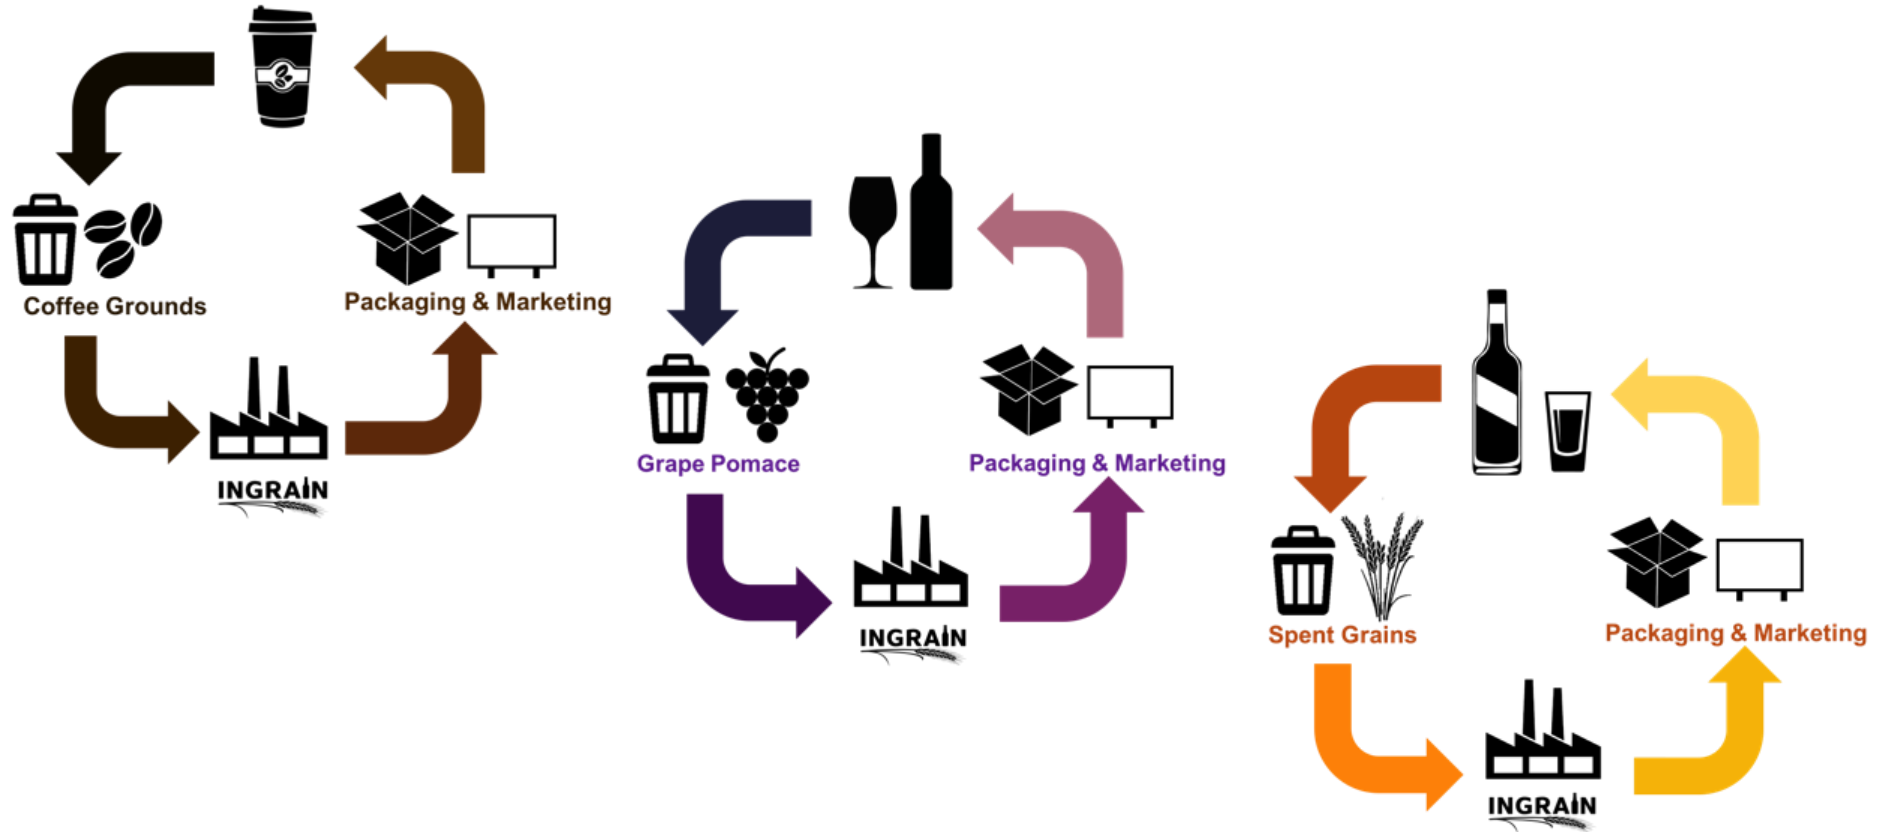 Coffee Grounds
Packaging & Marketing
INGRAIN
Grape Pomace
Packaging & Marketing
INGRAIN
Spent Grains
Packaging & Marketing
INGRAIN